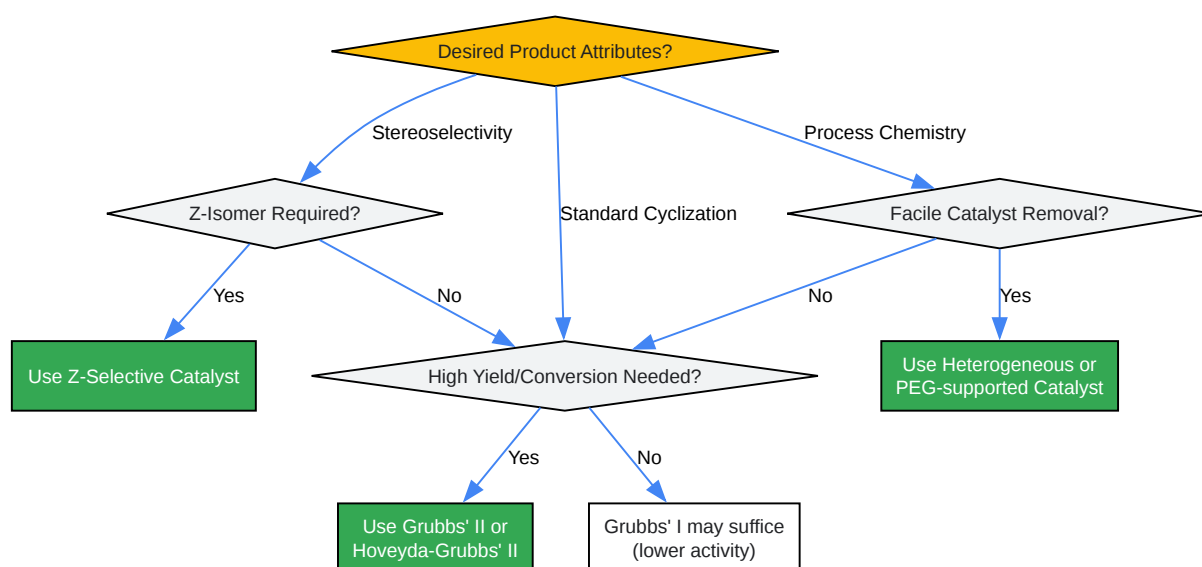 Desired Product Attributes?
Stereoselectivity
Process Chemistry
Z-Isomer Required?
Standard Cyclization
Facile Catalyst Removal?
Yes
No
No
Yes
Use Z-Selective Catalyst
High Yield/Conversion Needed?
Use Heterogeneous or
PEG-supported Catalyst
Yes
No
Use Grubbs' II or
Hoveyda-Grubbs' II
Grubbs' I may suffice
(lower activity)